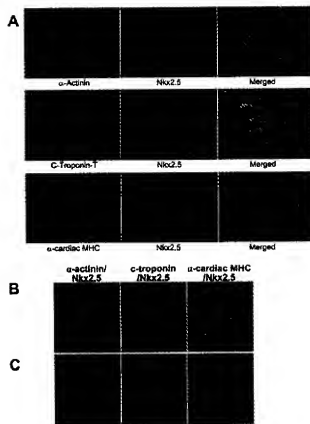 A
α-Actinin Nkx2.5 Merged
C-Troponin-T Nkx2.5 Merged
α-cardiac MHC Nkx2.5 Merged
α-actinin/ c-troponin α-cardiac MHC
Nkx2.5 /Nkx2.5 /Nkx2.5
B
C